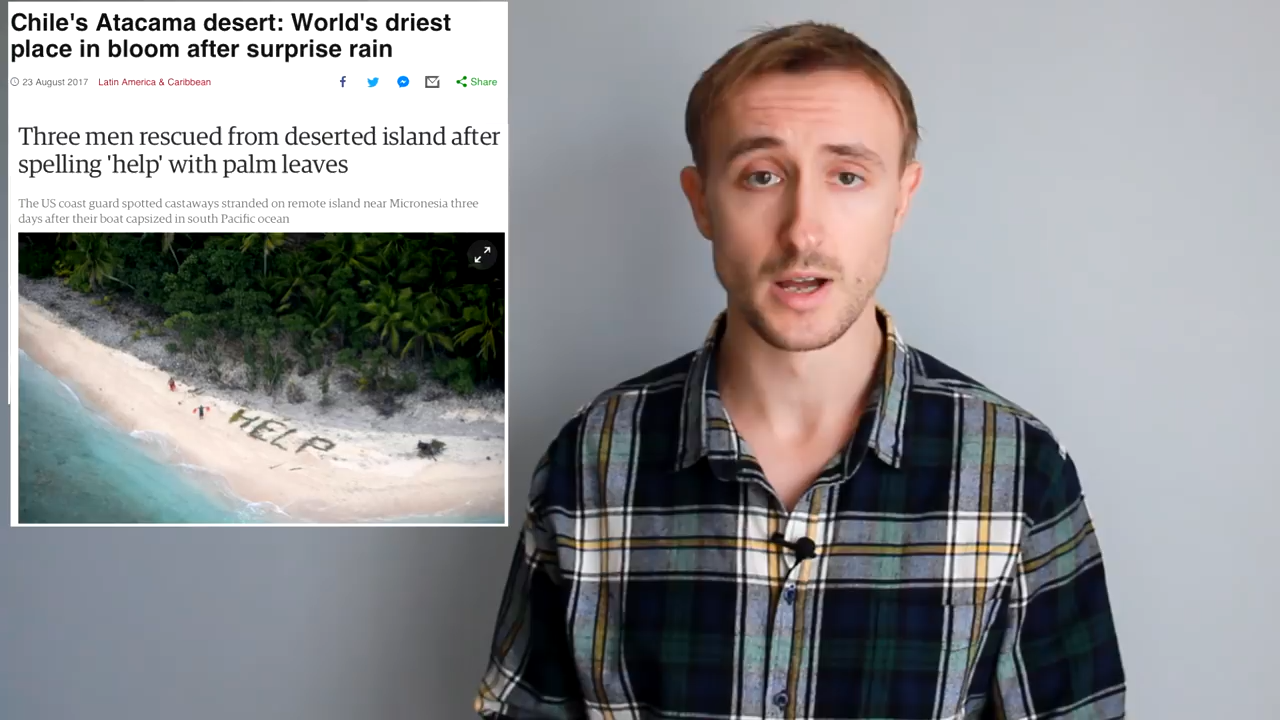 Chile's Atacama desert: World's driest
place in bloom after surprise rain
23 August 2017 Latin America & Caribbean
Share
Three men rescued from deserted island after
spelling 'help' with palm leaves
The US coast guard spotted castaways stranded on remote island near Micronesia three
days after their boat capsized in south Pacific ocean
HELP